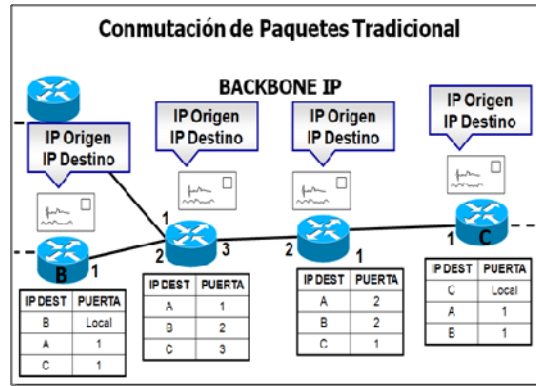 Conmutación de Paquetes Tradicional
BACKBONE IP
IP Origen
IP Destino
IP Origen
IP Destino
IP Origen
IP Destino
IP Origen
IP Destino
B
1
1
2
3
2
1
1
C
IP DEST PUERTA
B Local
A 1
C 1
IP DEST PUERTA
A 1
B 2
C 3
IP DEST PUERTA
A 2
B 2
C 1
IP DEST PUERTA
C Local
A 1
B 1